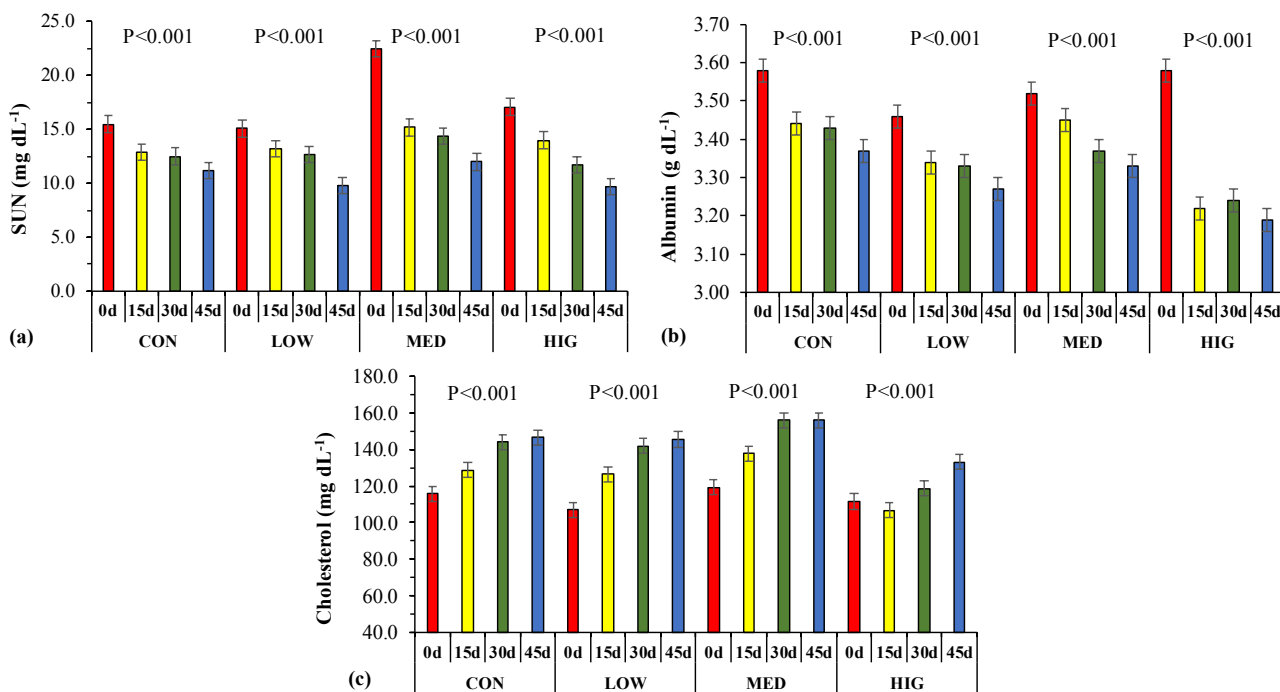 P<0.001 P<0.001 P<0.001 P<0.001
SUN (mg dL⁻¹)
25.0
20.0
15.0
10.0
5.0
0.0
0d 15d 30d 45d 0d 15d 30d 45d 0d 15d 30d 45d 0d 15d 30d 45d
(a) CON LOW MED HIG
P<0.001 P<0.001 P<0.001 P<0.001
Albumin (g dL⁻¹)
3.70
3.60
3.50
3.40
3.30
3.20
3.10
3.00
0d 15d 30d 45d 0d 15d 30d 45d 0d 15d 30d 45d 0d 15d 30d 45d
(b) CON LOW MED HIG
P<0.001 P<0.001 P<0.001 P<0.001
Cholesterol (mg dL⁻¹)
180.0
160.0
140.0
120.0
100.0
80.0
60.0
40.0
0d 15d 30d 45d 0d 15d 30d 45d 0d 15d 30d 45d 0d 15d 30d 45d
(c) CON LOW MED HIG